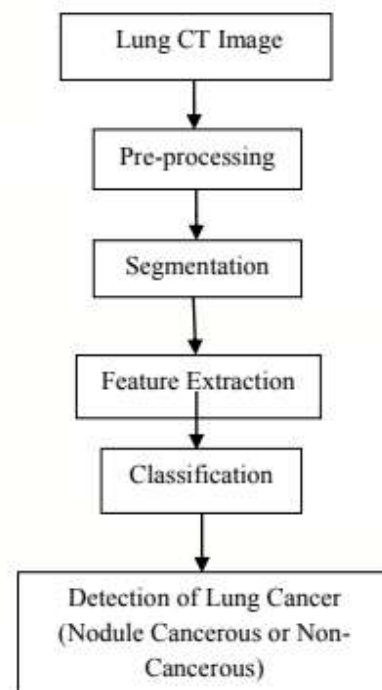 Lung CT Image
Pre-processing
Segmentation
Feature Extraction
Classification
Detection of Lung Cancer
(Nodule Cancerous or Non-
Cancerous)